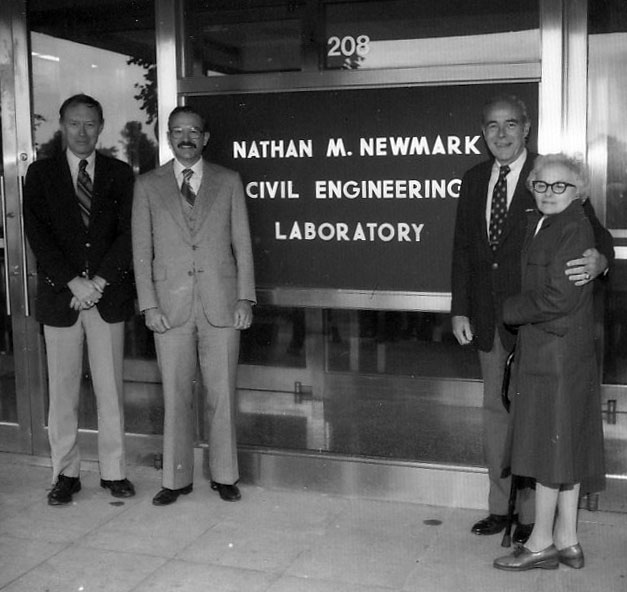 208
NATHAN M. NEWMARK
CIVIL ENGINEERING
LABORATORY